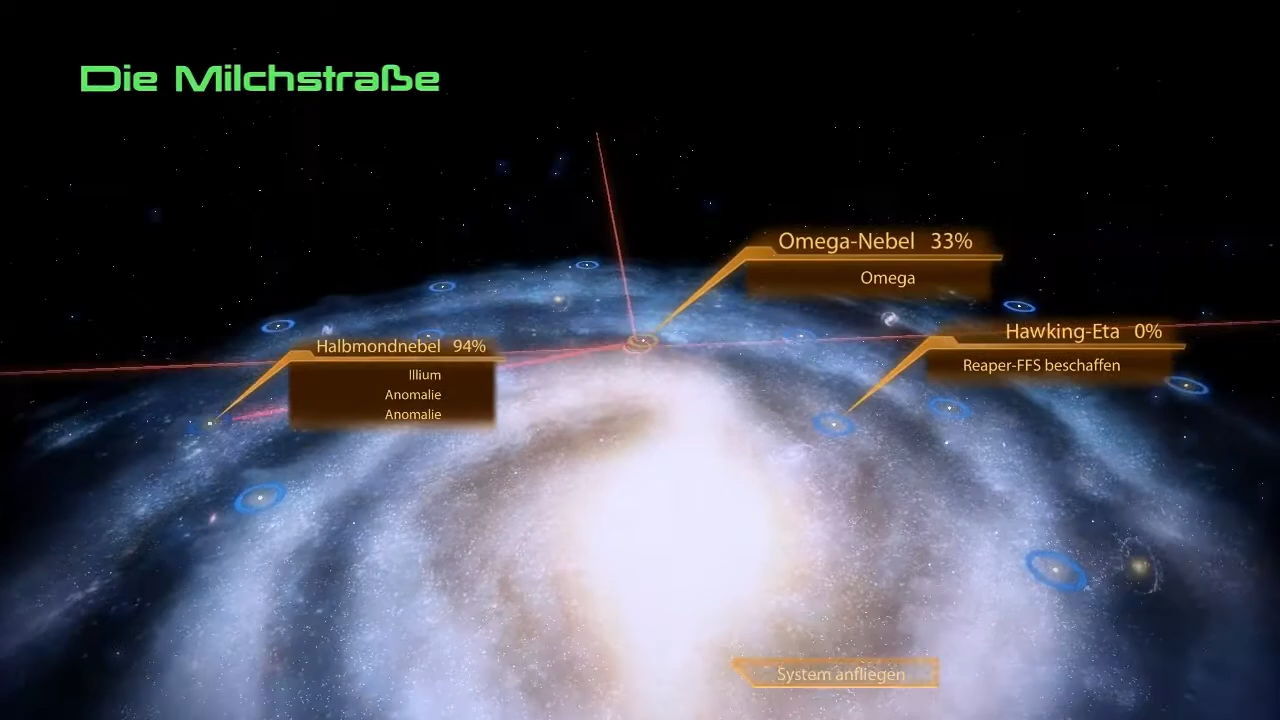 Die Milchstraße
Omega-Nebel 33%
Omega
Hawking-Eta 0%
Reaper-FFS beschaffen
Halbmondnebel 94%
Illium
Anomalie
Anomalie
System anfliegen